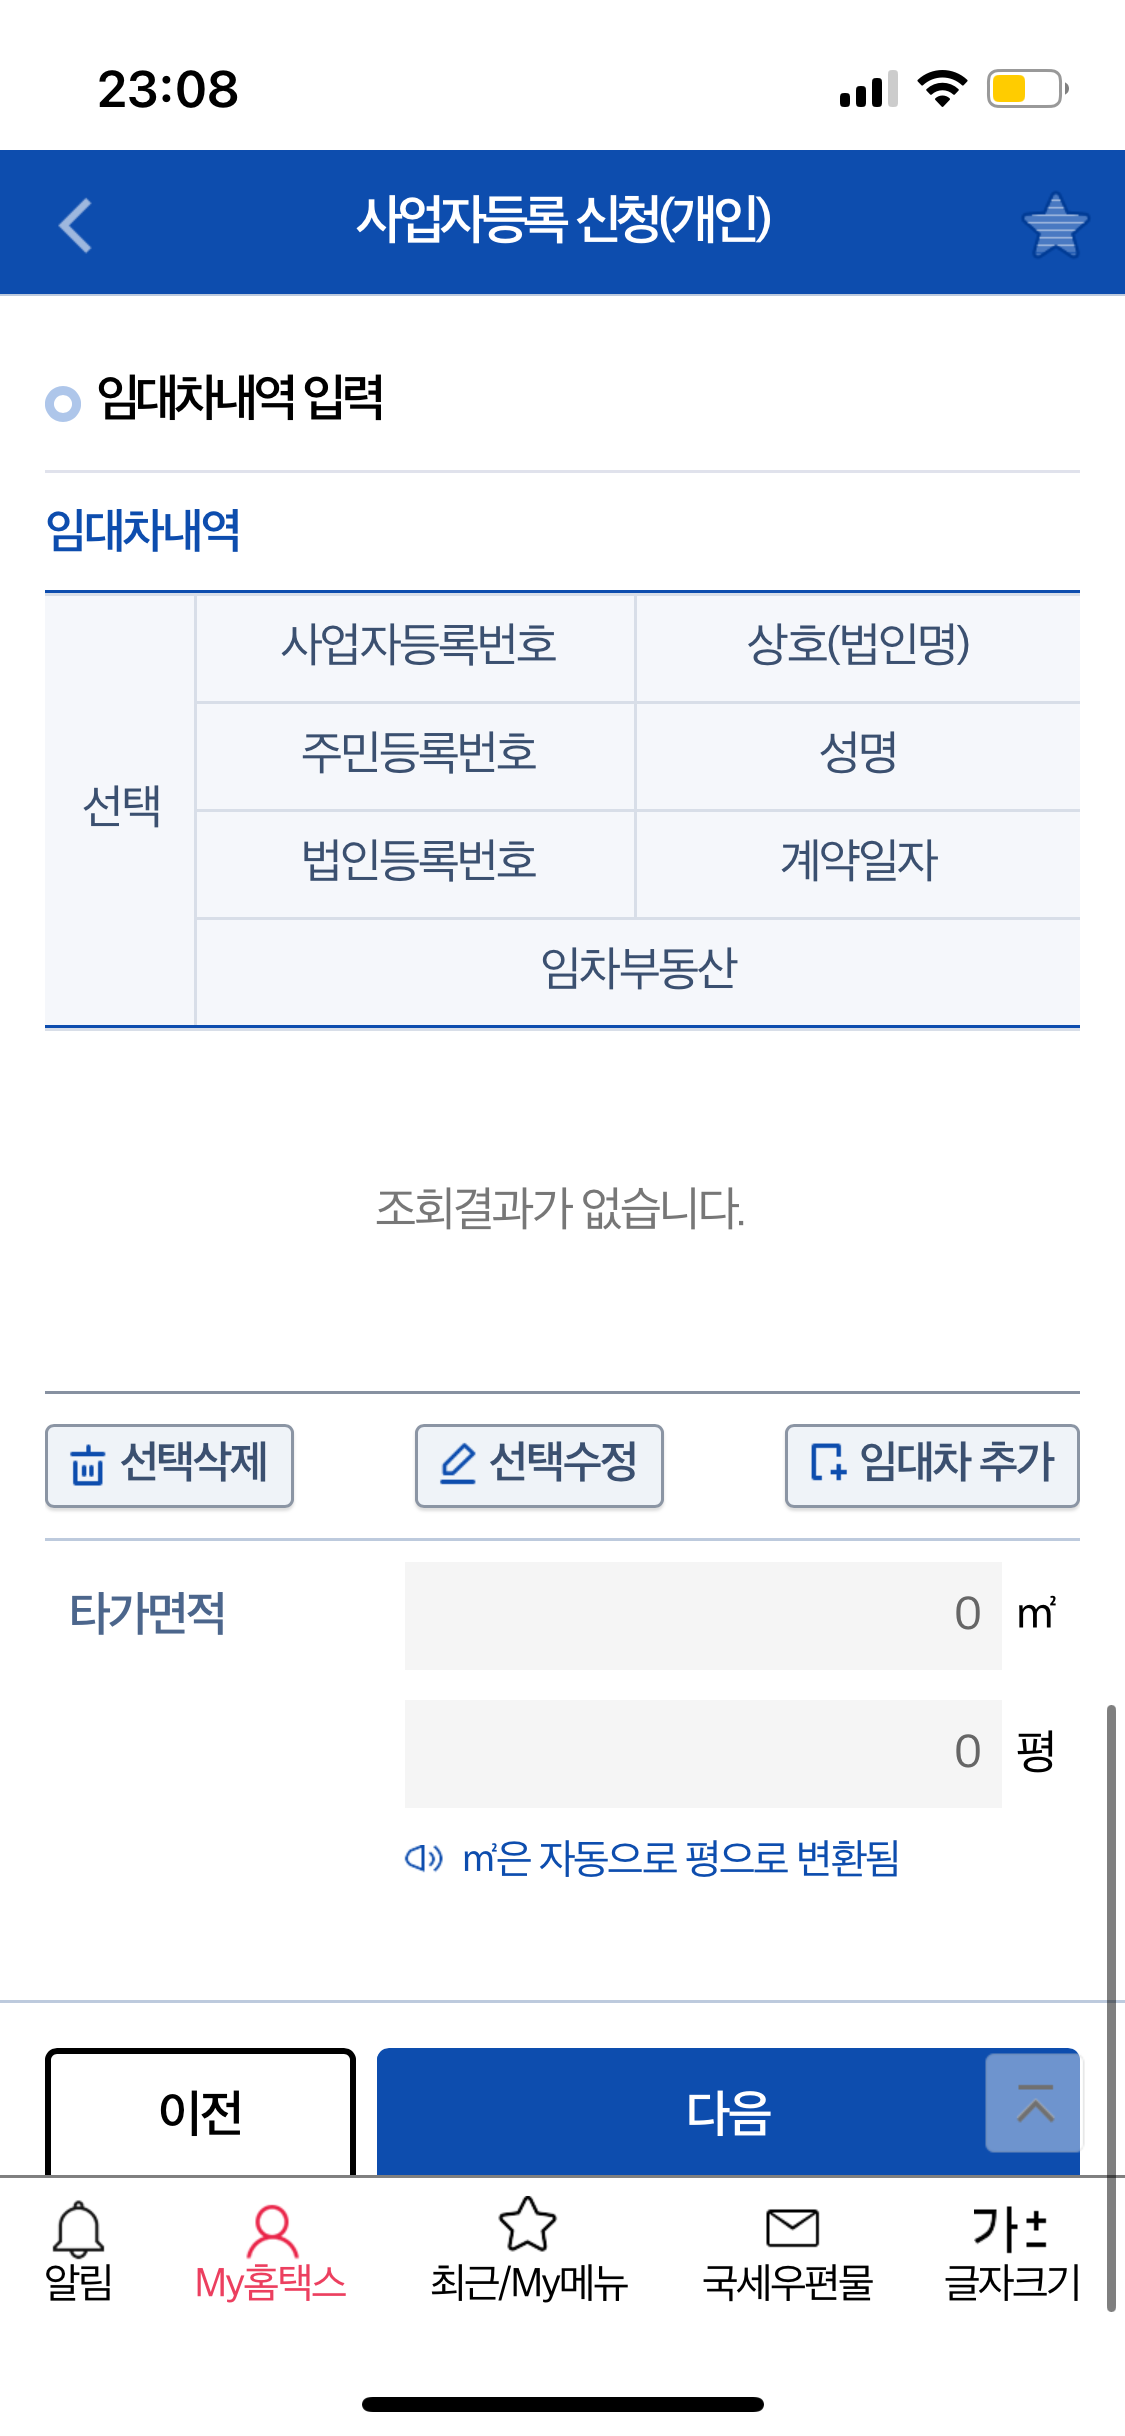 23:08
사업자등록 신청(개인)
임대차내역 입력
임대차내역
선택
사업자등록번호 상호(법인명)
주민등록번호 성명
법인등록번호 계약일자
임차부동산
조회결과가 없습니다.
선택삭제 선택수정 임대차 추가
타가면적 0 ㎡
0 평
㎡은 자동으로 평으로 변환됨
이전 다음
가±
알림 My홈택스 최근/My메뉴 국세우편물 글자크기